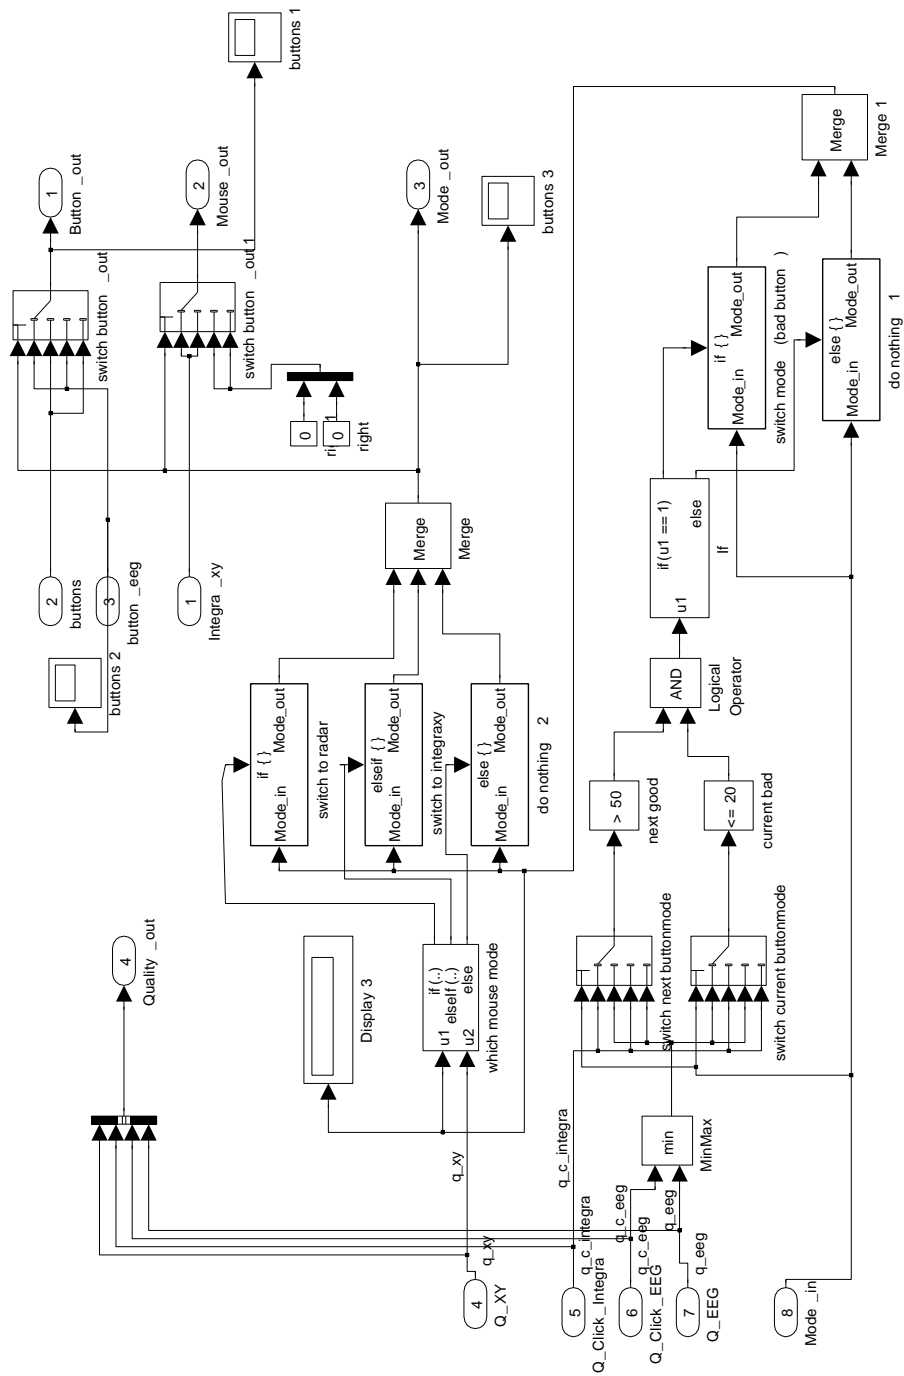 buttons 1
1
Button _out
2
Mouse _out
switch button _out
switch button _out 1
3
Mode _out
buttons 3
0
0
right
2
buttons
3
button _eeg
1
Integra _xy
buttons 2
Merge
Merge
if { }
Mode_in
Mode_out
switch to radar
elseif { }
Mode_in
Mode_out
switch to integraxy
else { }
Mode_in
Mode_out
do nothing 2
4
Quality _out
Display 3
u1
u2
if (..)
elseIf (..)
else
which mouse mode
q_xy
q_xy
4
Q_XY
Merge
Merge 1
if { }
Mode_in
Mode_out
switch mode (bad button )
else { }
Mode_in
Mode_out
do nothing 1
u1
if (u1 == 1)
else
If
AND
Logical
Operator
> 50
next good
<= 20
current bad
switch next buttonmode
switch current buttonmode
min
MinMax
q_c_integra
q_c_integra
q_c_eeg
q_c_eeg
q_eeg
q_eeg
5
Q_Click_Integra
6
Q_Click_EEG
7
Q_EEG
8
Mode _in